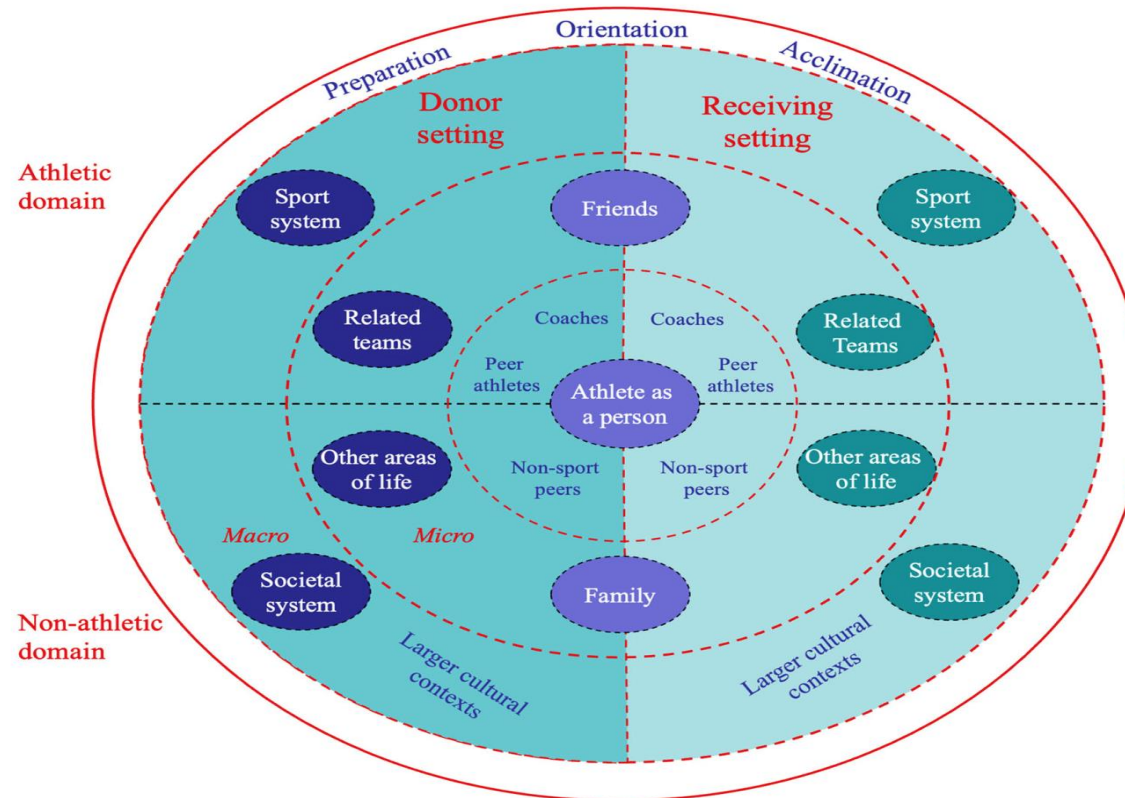 Orientation
Preparation
Acclimation
Donor
setting
Receiving
setting
Athletic
domain
Sport
system
Friends
Sport
system
Related
teams
Coaches
Coaches
Related
Teams
Peer
athletes
Athlete as
a person
Peer
athletes
Other areas
of life
Non-sport
peers
Non-sport
peers
Other areas
of life
Macro
Micro
Societal
system
Family
Societal
system
Non-athletic
domain
Larger cultural
contexts
Larger cultural
contexts